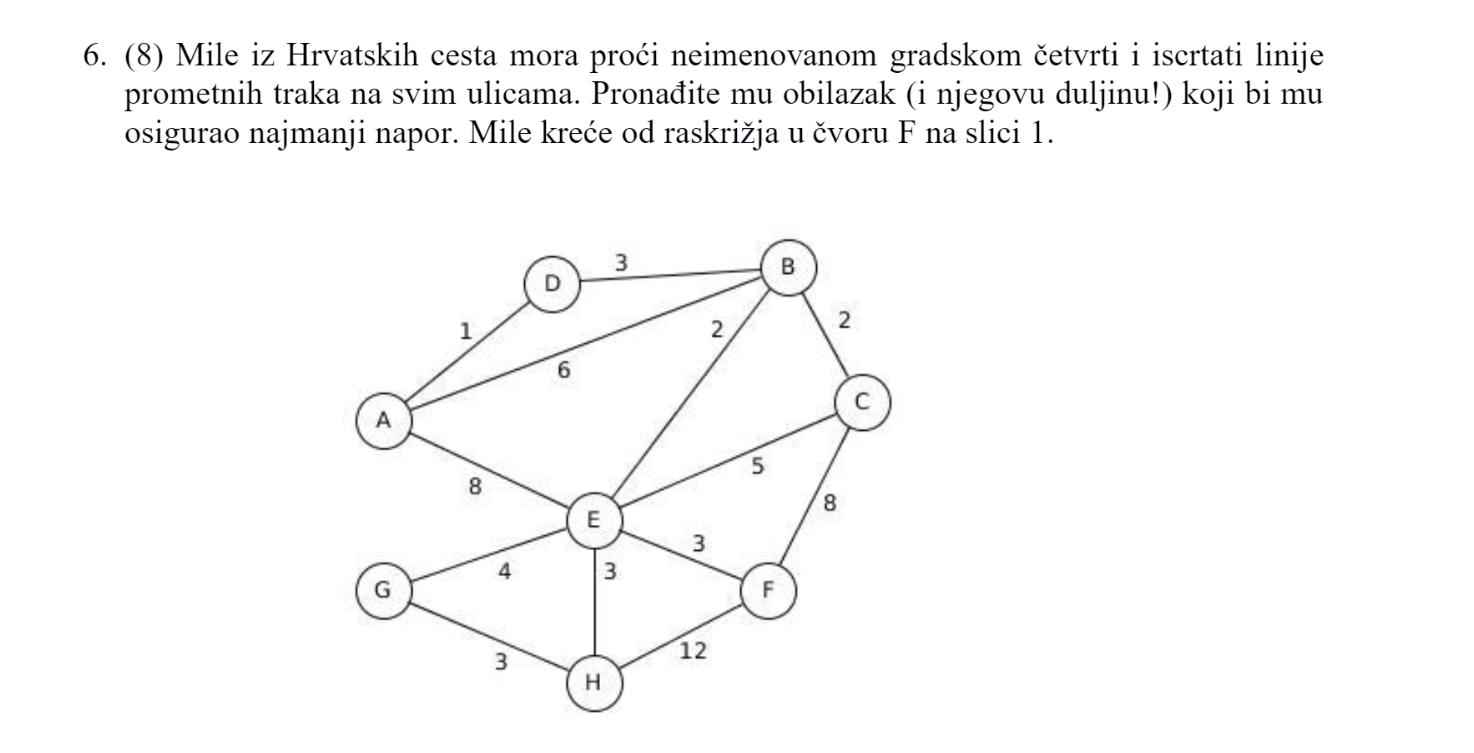 6. (8) Mile iz Hrvatskih cesta mora proći neimenovanom gradskom četvrti i iscrtati linije
prometnih traka na svim ulicama. Pronađite mu obilazak (i njegovu duljinu!) koji bi mu
osigurao najmanji napor. Mile kreće od raskrižja u čvoru F na slici 1.
3
B
D
2
1
2
6
C
A
5
8
8
E
3
4
3
G
F
12
3
H